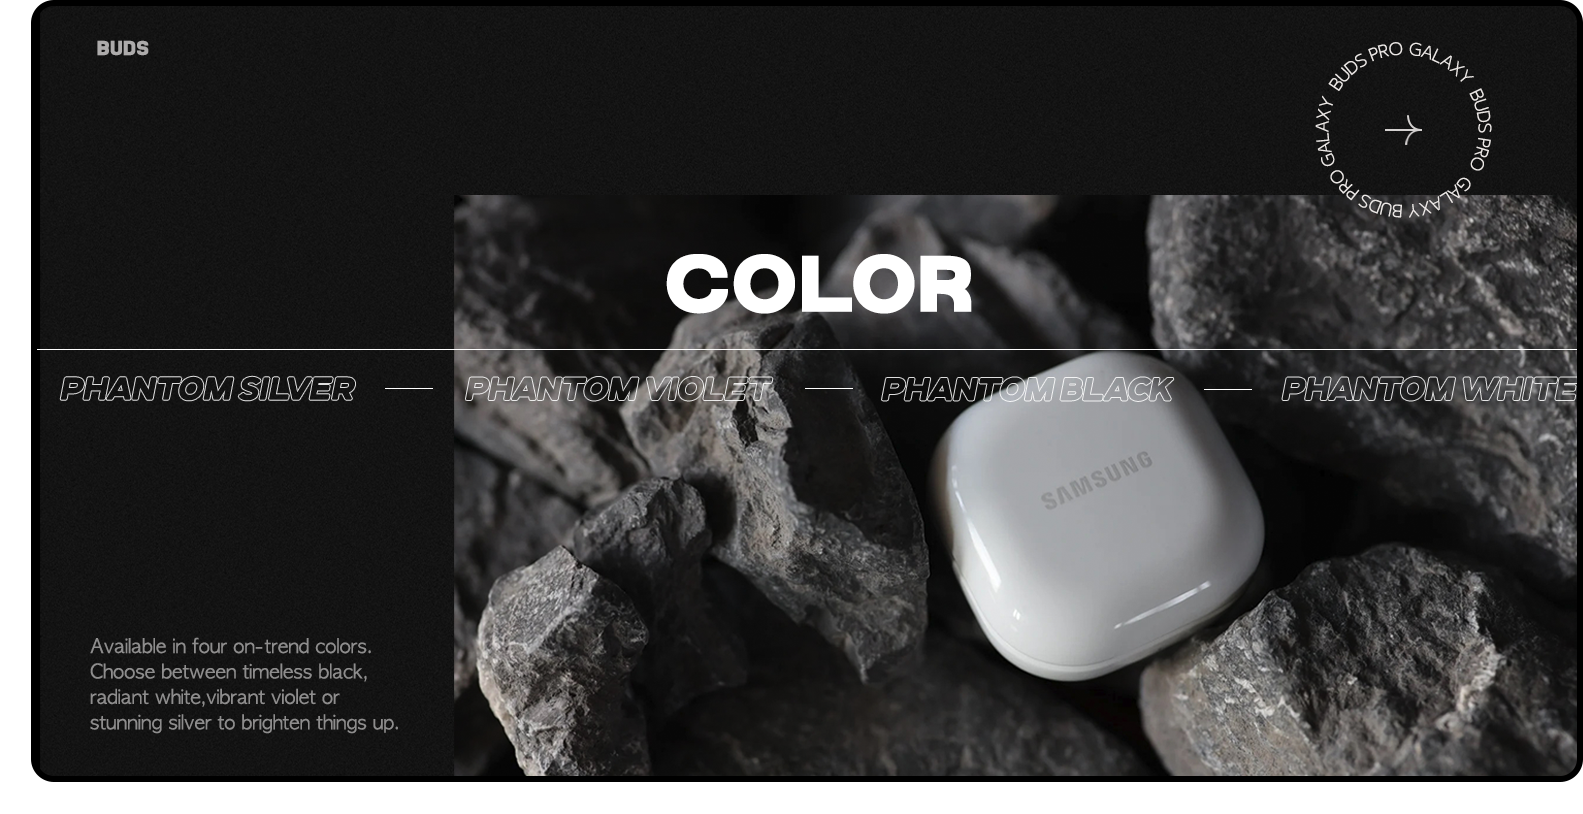 BUDS
BUDS PRO GALAXY BUDS PRO GALAXY BUDS PRO GALAXY
COLOR
PHANTOM SILVER — PHANTOM VIOLET — PHANTOM BLACK — PHANTOM WHITE
SAMSUNG
Available in four on-trend colors.
Choose between timeless black,
radiant white,vibrant violet or
stunning silver to brighten things up.